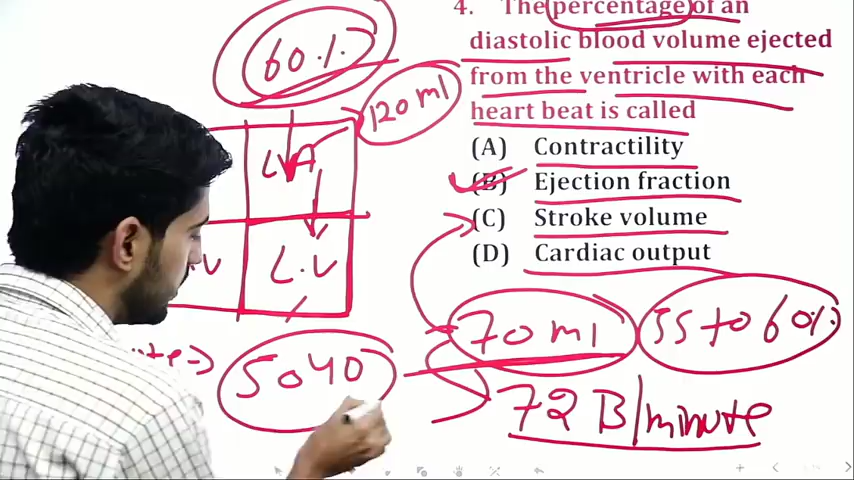 4. The percentage of an
diastolic blood volume ejected
from the ventricle with each
heart beat is called
(A) Contractility
(B) Ejection fraction
(C) Stroke volume
(D) Cardiac output
60%
120 ml
LA
L.V
V
70 ml
55 to 60%
5040
72 B/minute